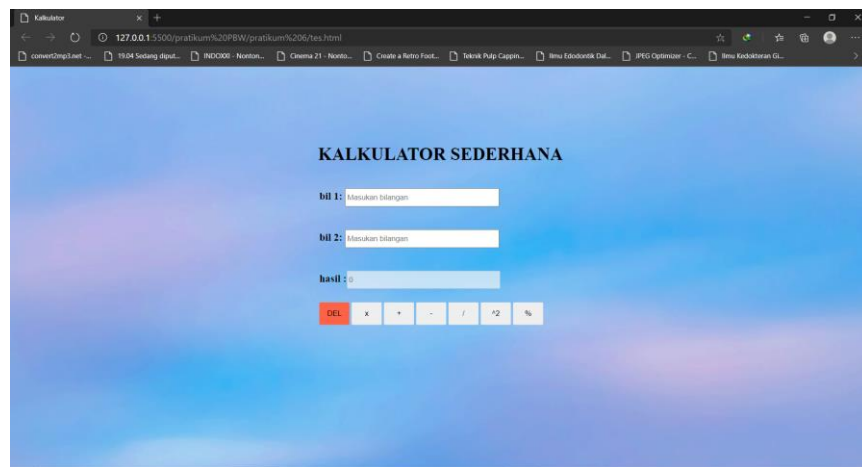 Kalkulator
127.0.0.1:5500/pratikum%20PBW/pratikum%206/tes.html
convert2mp3.net -... 19.04 Sedang diput... INDOXXI - Nonton... Cinema 21 - Nonto... Create a Retro Foot... Teknik Pulp Cappin... Ilmu Edodontik Dal... JPEG Optimizer - C... Ilmu Kedokteran Gi...
KALKULATOR SEDERHANA
bil 1: Masukan bilangan
bil 2: Masukan bilangan
hasil : 0
DEL x + - / ^2 %